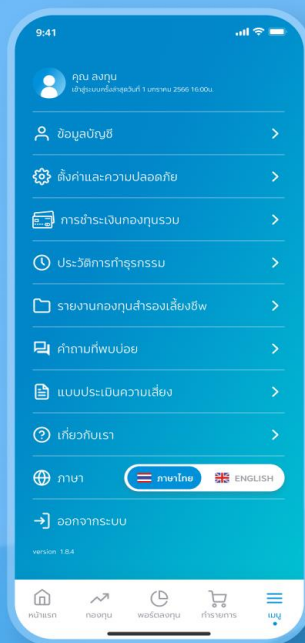 9:41
คุณ ลงทุน
เข้าสู่ระบบครั้งล่าสุดวันที่ 1 มกราคม 2566 16:00น.
ข้อมูลบัญชี
ตั้งค่าและความปลอดภัย
การชำระเงินกองทุนรวม
ประวัติการทำธุรกรรม
รายงานกองทุนสำรองเลี้ยงชีพ
คำถามที่พบบ่อย
แบบประเมินความเสี่ยง
เกี่ยวกับเรา
ภาษา ภาษาไทย ENGLISH
ออกจากระบบ
version 1.8.4
หน้าแรก กองทุน พอร์ตลงทุน ทำรายการ เมนู